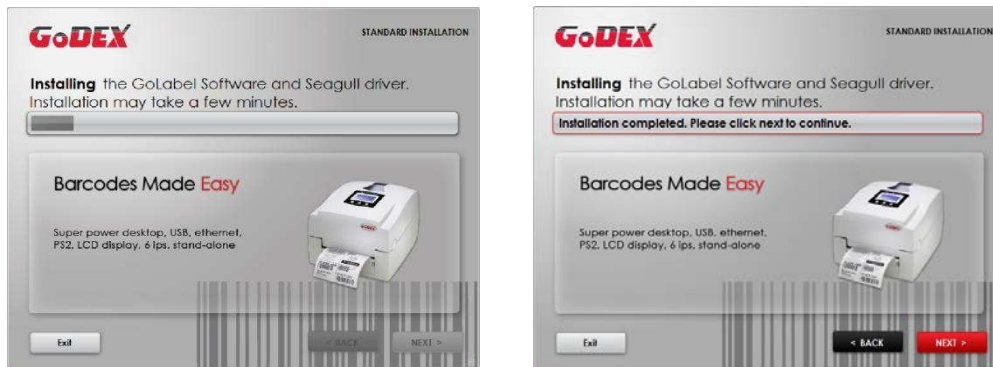 GODEX
STANDARD INSTALLATION
Installing the GoLabel Software and Seagull driver.
Installation may take a few minutes.
Barcodes Made Easy
Super power desktop, USB, ethernet,
PS2, LCD display, 6 ips, stand-alone
Exit
< BACK
NEXT >
GODEX
STANDARD INSTALLATION
Installing the GoLabel Software and Seagull driver.
Installation may take a few minutes.
Installation completed. Please click next to continue.
Barcodes Made Easy
Super power desktop, USB, ethernet,
PS2, LCD display, 6 ips, stand-alone
Exit
< BACK
NEXT >